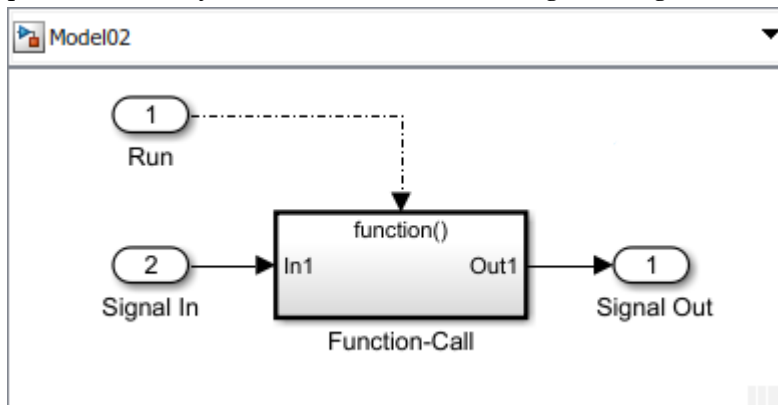 Model02
1
Run
function()
2
In1
Out1
1
Signal In
Signal Out
Function-Call